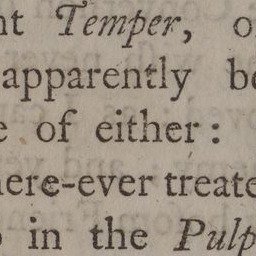 nt Temper, o
apparently be
e of either:
here-ever treate
in the Pulp